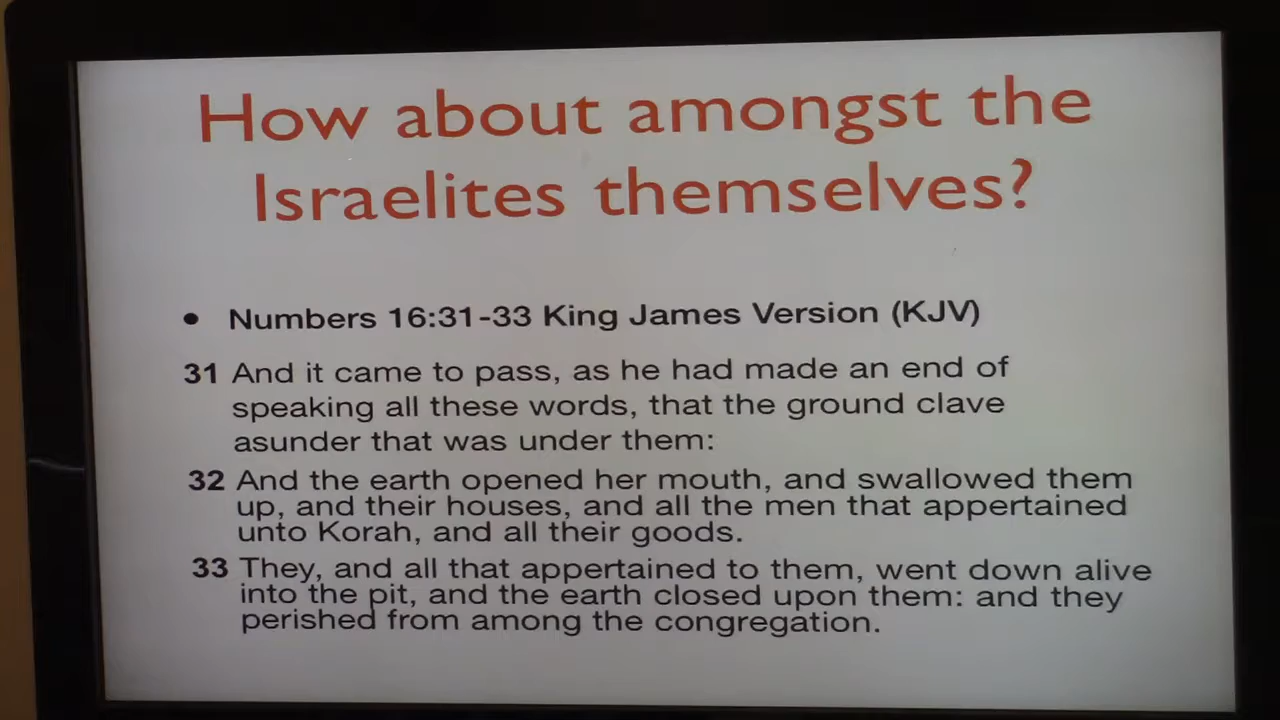 How about amongst the
Israelites themselves?
• Numbers 16:31-33 King James Version (KJV)
31 And it came to pass, as he had made an end of
speaking all these words, that the ground clave
asunder that was under them:
32 And the earth opened her mouth, and swallowed them
up, and their houses, and all the men that appertained
unto Korah, and all their goods.
33 They, and all that appertained to them, went down alive
into the pit, and the earth closed upon them: and they
perished from among the congregation.